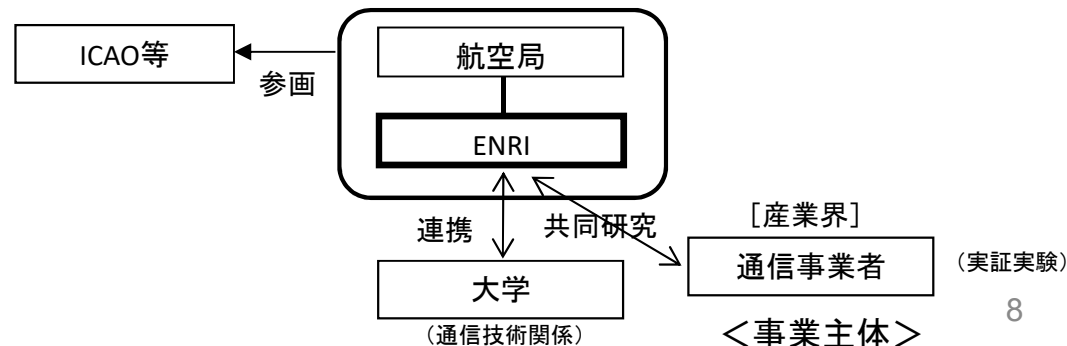 ICAO等
航空局
参画
ENRI
連携
共同研究
[産業界]
大学
通信事業者
（実証実験）
（通信技術関係）
＜事業主体＞
8